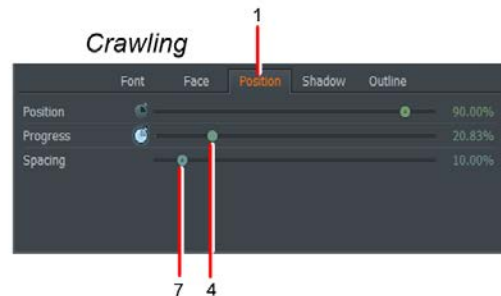 1
Crawling
Font Face Position Shadow Outline
Position 90.00%
Progress 20.83%
Spacing 10.00%
7 4